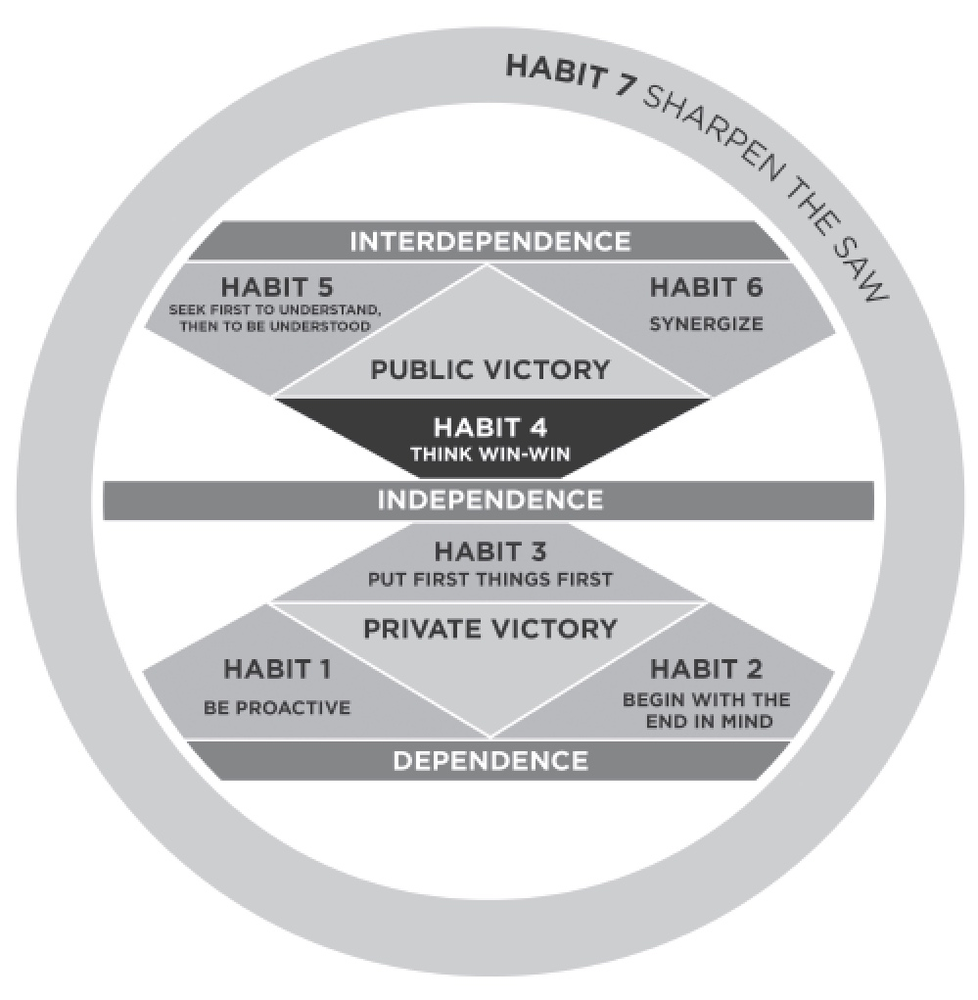 HABIT 7 SHARPEN THE SAW
INTERDEPENDENCE
HABIT 5
SEEK FIRST TO UNDERSTAND,
THEN TO BE UNDERSTOOD
HABIT 6
SYNERGIZE
PUBLIC VICTORY
HABIT 4
THINK WIN-WIN
INDEPENDENCE
HABIT 3
PUT FIRST THINGS FIRST
PRIVATE VICTORY
HABIT 1
BE PROACTIVE
HABIT 2
BEGIN WITH THE
END IN MIND
DEPENDENCE